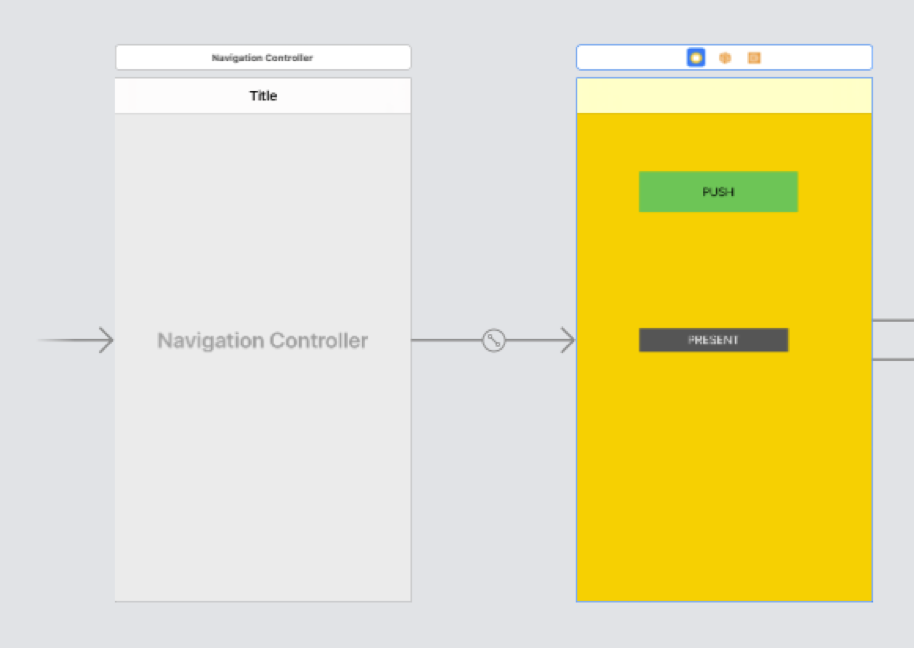 Navigation Controller
Title
Navigation Controller
PUSH
PRESENT